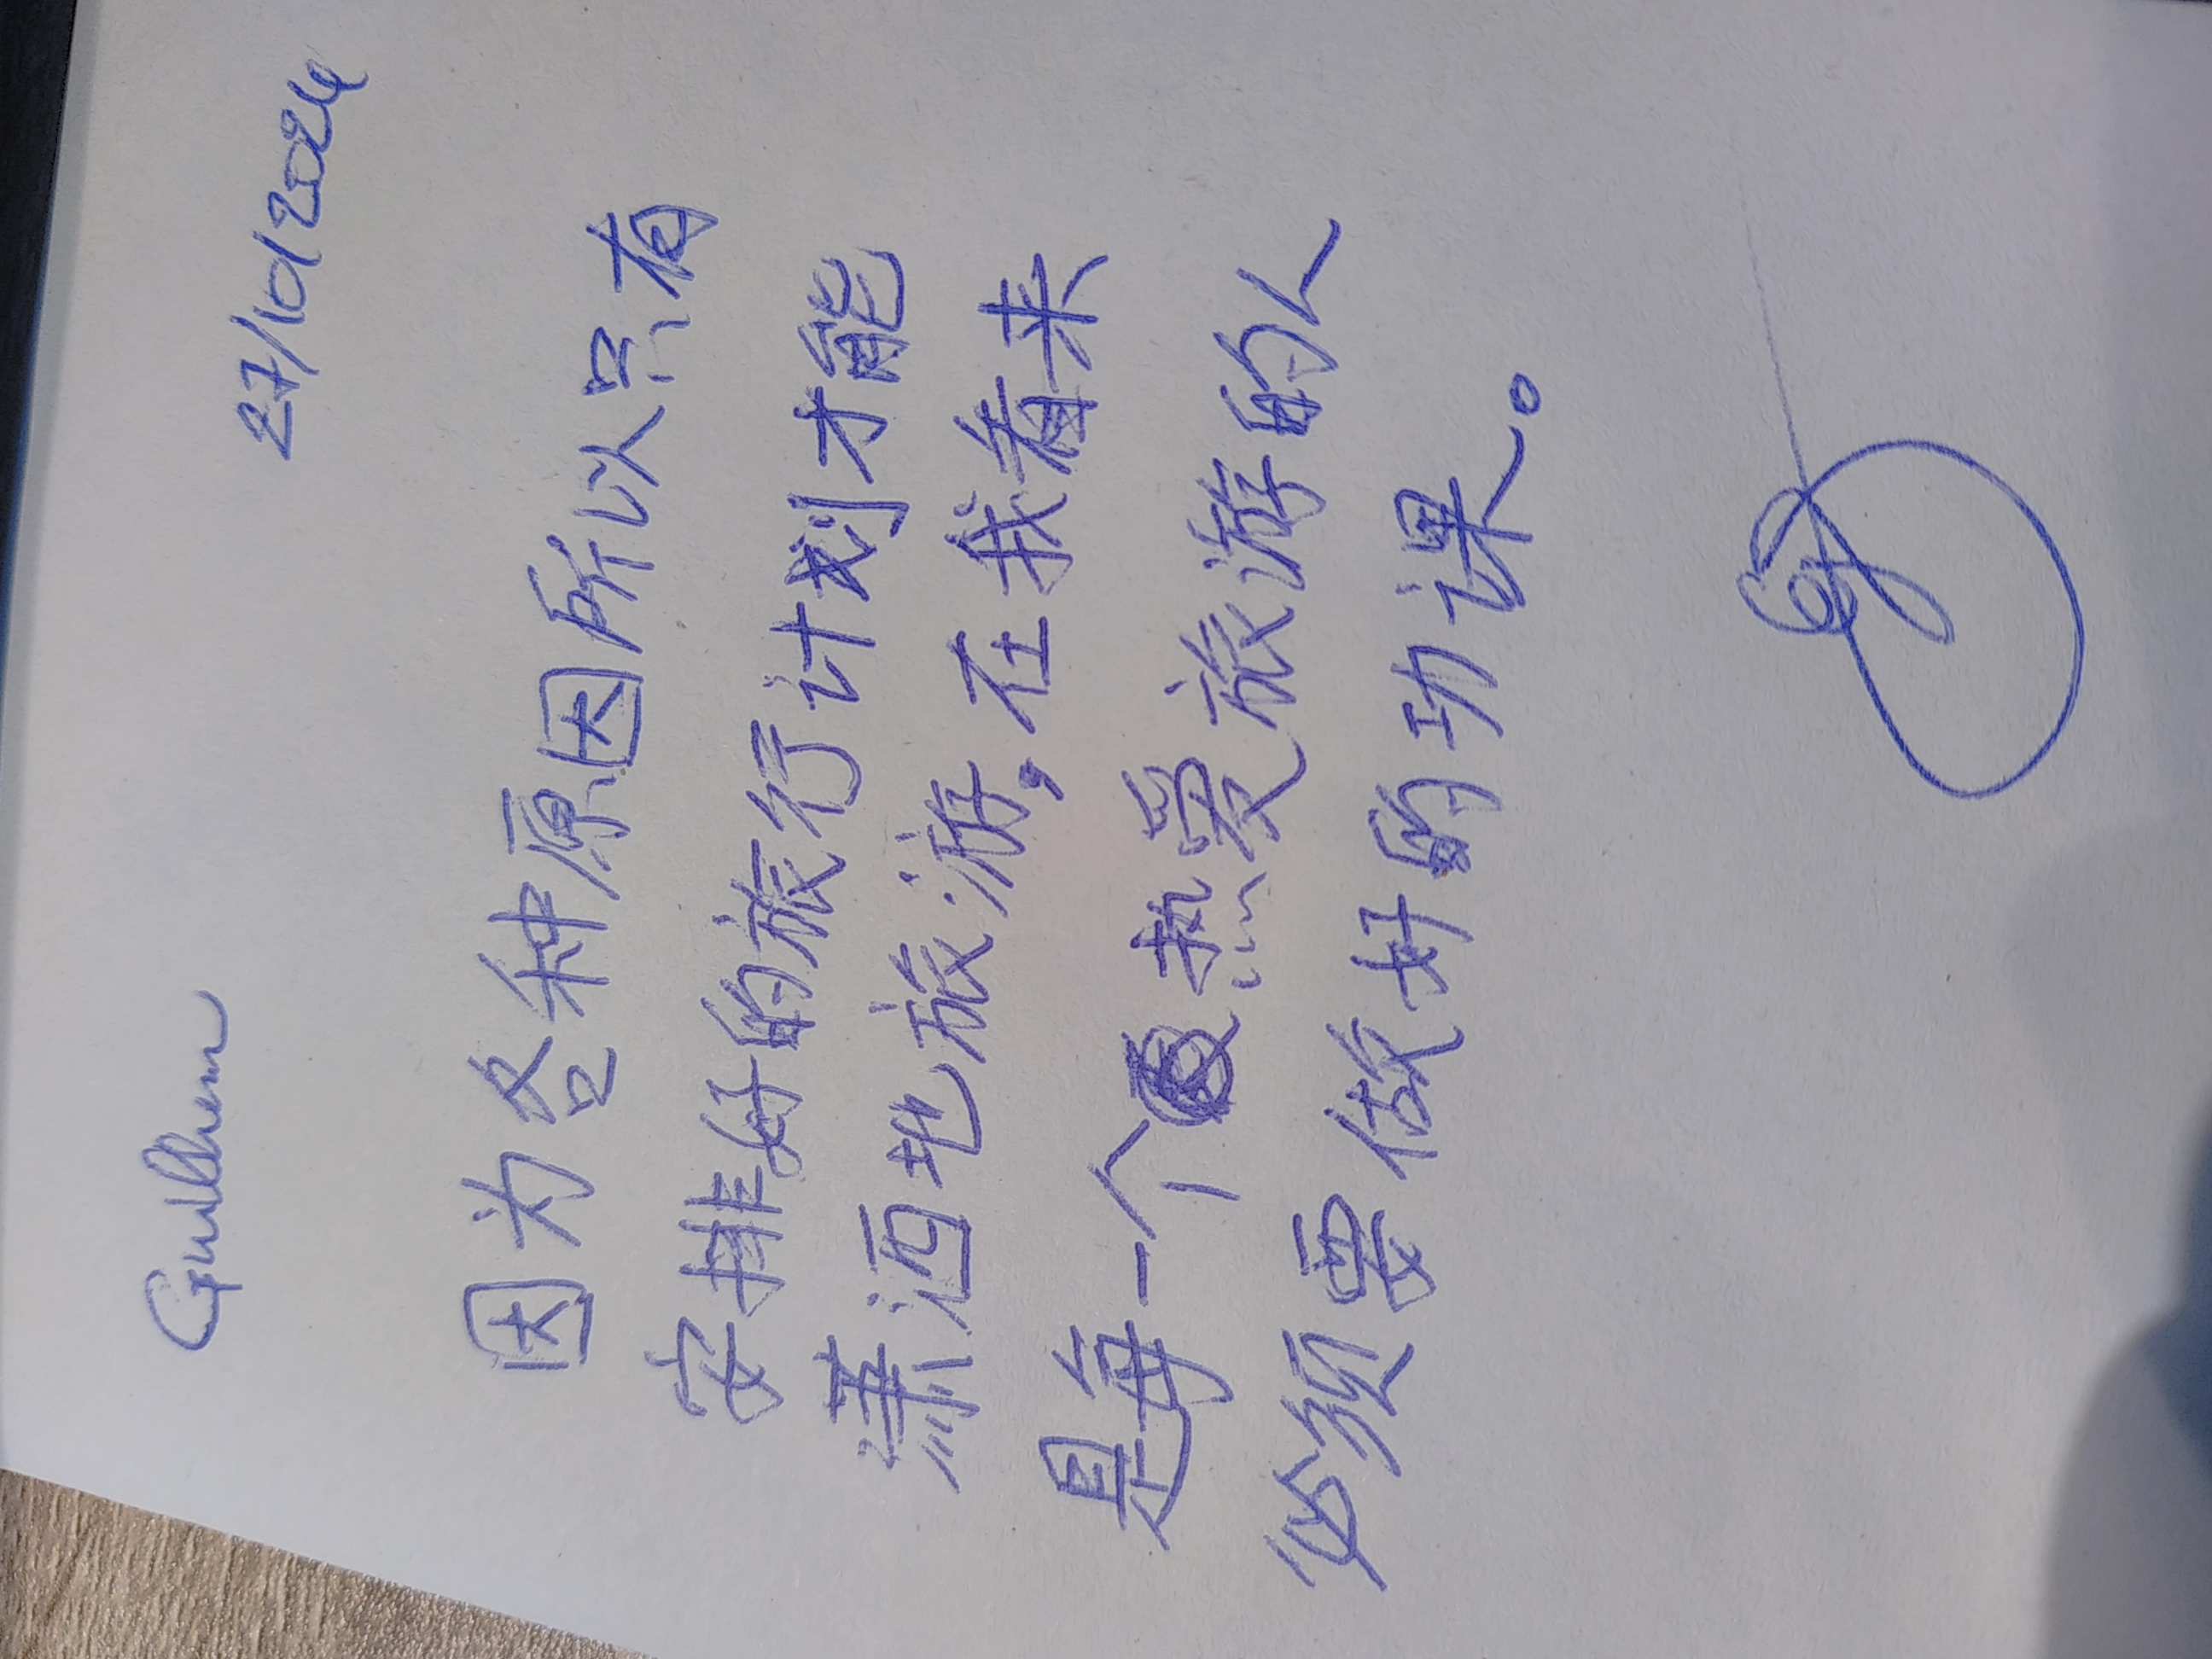 Guilhem
27/10/2024
因为各种原因所以只有
安排好的旅行计划才能
潇洒地旅游,在我看来
是每一个热爱旅游的人
必须要做好的功课。